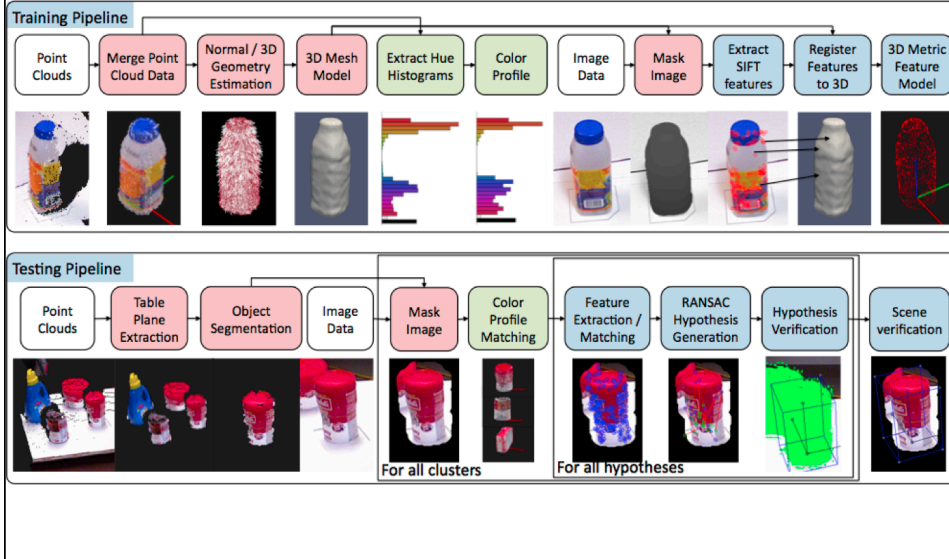 Training Pipeline
Point
Clouds
Merge Point
Cloud Data
Normal / 3D
Geometry
Estimation
3D Mesh
Model
Extract Hue
Histograms
Color
Profile
Image
Data
Mask
Image
Extract
SIFT
features
Register
Features
to 3D
3D Metric
Feature
Model
Testing Pipeline
Point
Clouds
Table
Plane
Extraction
Object
Segmentation
Image
Data
Mask
Image
Color
Profile
Matching
Feature
Extraction /
Matching
RANSAC
Hypothesis
Generation
Hypothesis
Verification
Scene
verification
For all clusters
For all hypotheses